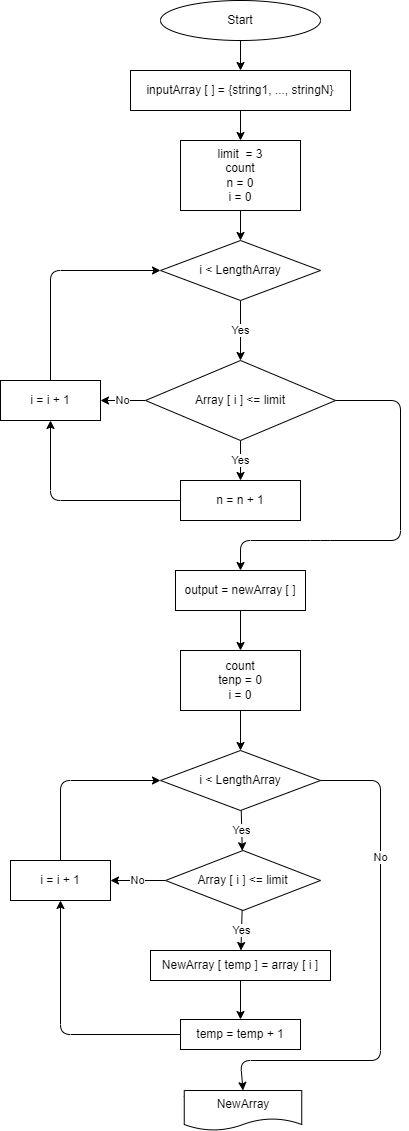 Start
inputArray [ ] = {string1, ..., stringN}
limit  = 3
count
n = 0
i = 0
i < LengthArray
Yes
i = i + 1
No
Array [ i ] <= limit
Yes
n = n + 1
output = newArray [ ]
count
tenp = 0
i = 0
i < LengthArray
Yes
No
i = i + 1
No
Array [ i ] <= limit
Yes
NewArray [ temp ] = array [ i ]
temp = temp + 1
NewArray